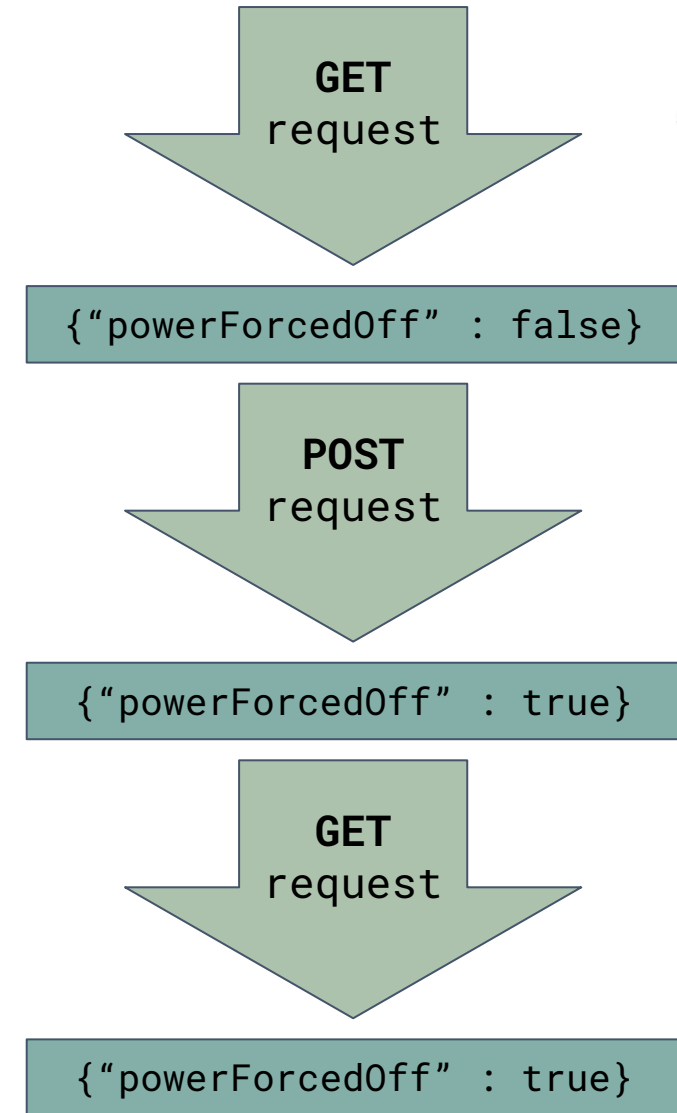 GET
request
{“powerForcedOff” : false}
POST
request
{“powerForcedOff” : true}
GET
request
{“powerForcedOff” : true}